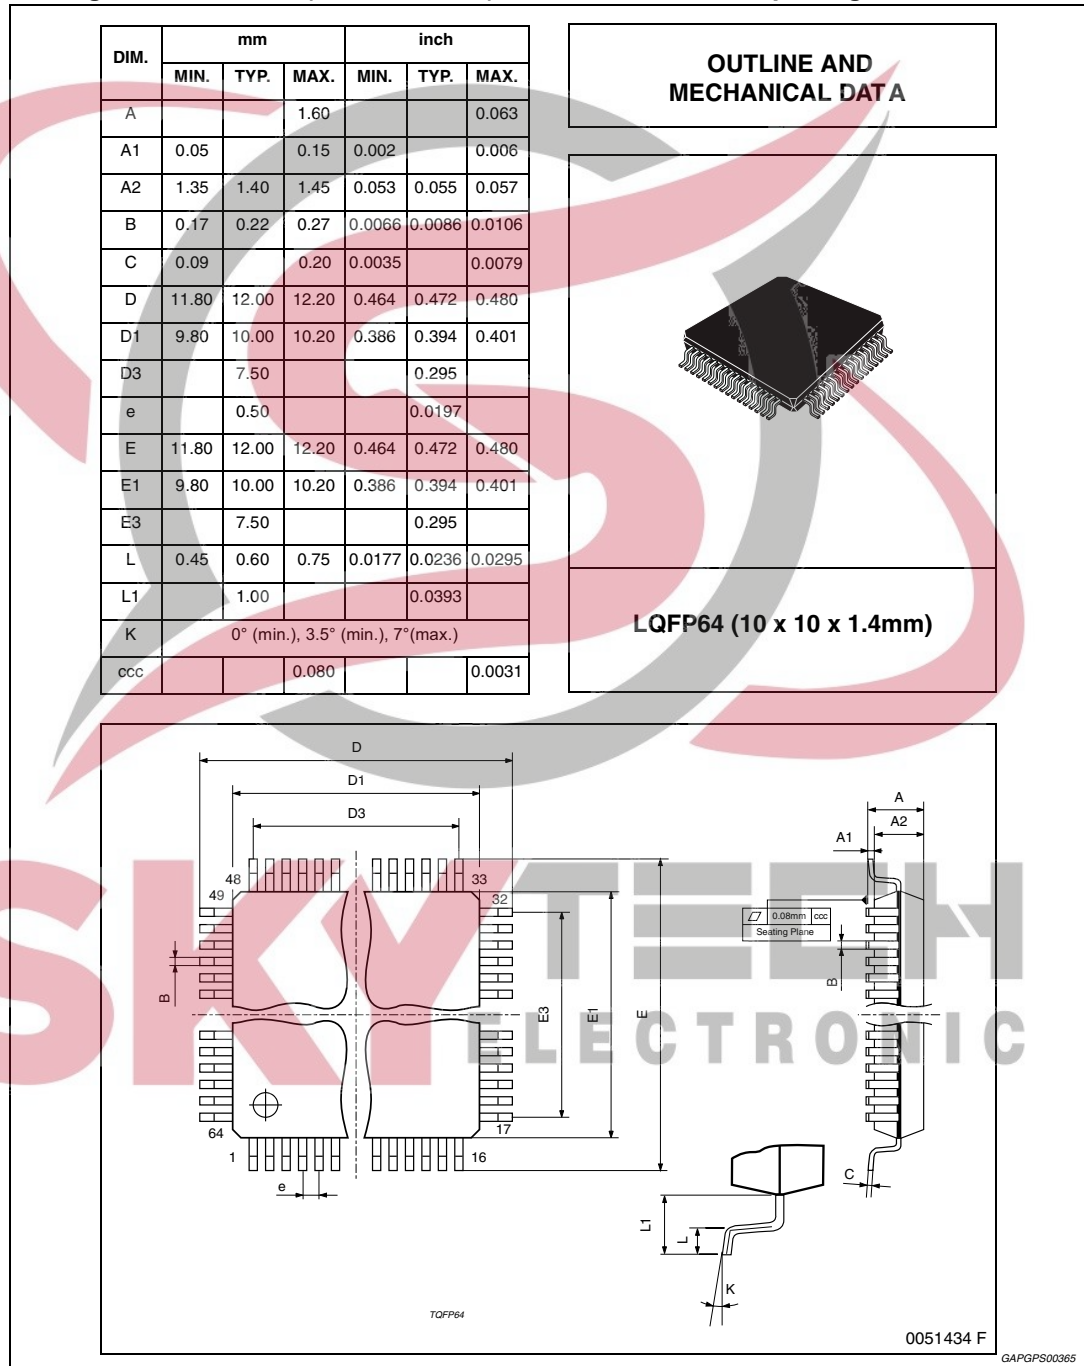 DIM. mm inch
MIN. TYP. MAX. MIN. TYP. MAX.
A 1.60 0.063
A1 0.05 0.15 0.002 0.006
A2 1.35 1.40 1.45 0.053 0.055 0.057
B 0.17 0.22 0.27 0.0066 0.0086 0.0106
C 0.09 0.20 0.0035 0.0079
D 11.80 12.00 12.20 0.464 0.472 0.480
D1 9.80 10.00 10.20 0.386 0.394 0.401
D3 7.50 0.295
e 0.50 0.0197
E 11.80 12.00 12.20 0.464 0.472 0.480
E1 9.80 10.00 10.20 0.386 0.394 0.401
E3 7.50 0.295
L 0.45 0.60 0.75 0.0177 0.0236 0.0295
L1 1.00 0.0393
K 0° (min.), 3.5° (min.), 7°(max.)
ccc 0.080 0.0031
OUTLINE AND
MECHANICAL DATA
LQFP64 (10 x 10 x 1.4mm)
D
D1
D3
A
A2
A1
48 33
49 32
0.08mm ccc
Seating Plane
B
E3
E1
E
B
64 17
1 16
e
C
L1
L
K
TQFP64
0051434 F
GAPGPS00365
SKYTECH
ELECTRONIC